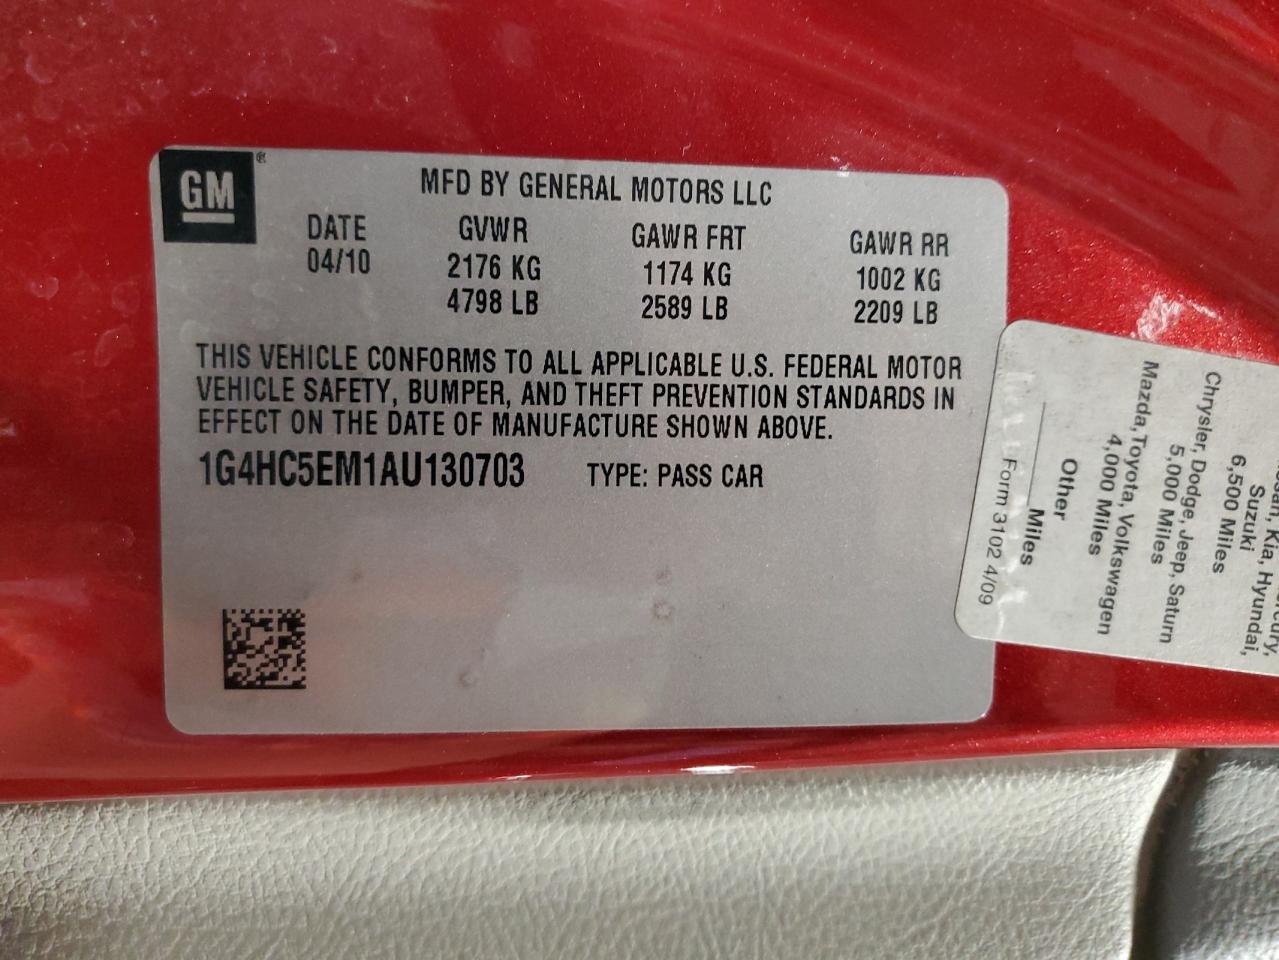 GM
®
MFD BY GENERAL MOTORS LLC
DATE GVWR GAWR FRT GAWR RR
04/10 2176 KG 1174 KG 1002 KG
4798 LB 2589 LB 2209 LB
THIS VEHICLE CONFORMS TO ALL APPLICABLE U.S. FEDERAL MOTOR
VEHICLE SAFETY, BUMPER, AND THEFT PREVENTION STANDARDS IN
EFFECT ON THE DATE OF MANUFACTURE SHOWN ABOVE.
1G4HC5EM1AU130703 TYPE: PASS CAR
Kia, Hyundai,
Suzuki
6,500 Miles
Chrysler, Dodge, Jeep, Saturn
5,000 Miles
Mazda, Toyota, Volkswagen
4,000 Miles
Other
Miles
Form 3102 4/09